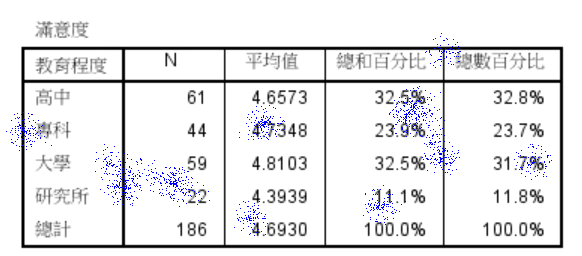 滿意度
教育程度 N 平均值 總和百分比 總數百分比
高中 61 4.6573 32.5% 32.8%
專科 44 4.7348 23.9% 23.7%
大學 59 4.8103 32.5% 31.7%
研究所 22 4.3939 11.1% 11.8%
總計 186 4.6930 100.0% 100.0%